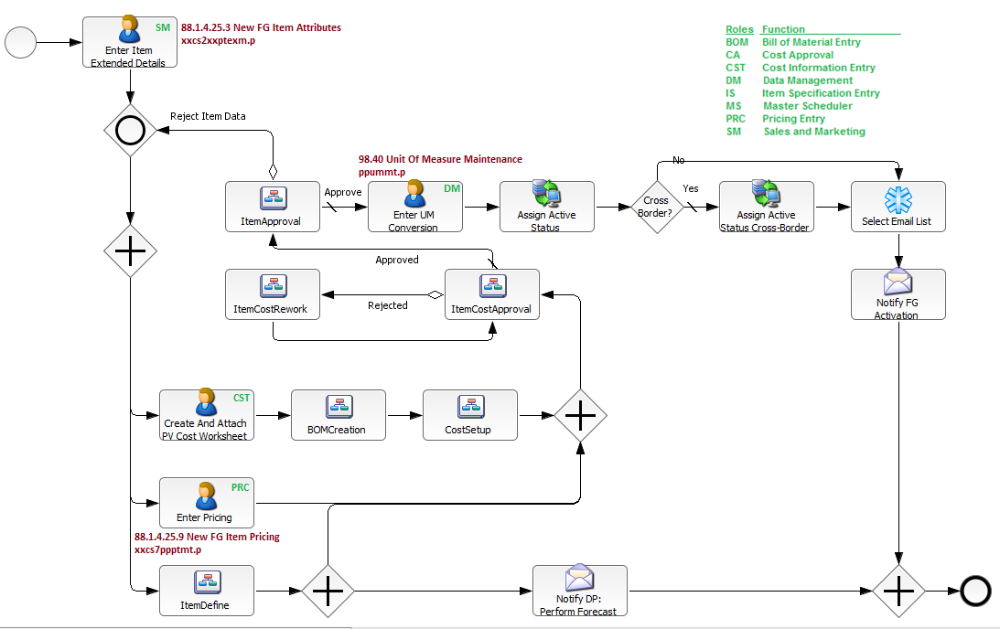 SM
Enter Item
Extended Details
88.1.4.25.3 New FG Item Attributes
xxcs2xxptexm.p
Roles Function
BOM Bill of Material Entry
CA Cost Approval
CST Cost Information Entry
DM Data Management
IS Item Specification Entry
MS Master Scheduler
PRC Pricing Entry
SM Sales and Marketing
Reject Item Data
98.40 Unit Of Measure Maintenance
ppummt.p
ItemApproval
Approve
DM
Enter UM
Conversion
Assign Active
Status
Cross
Border?
No
Yes
Assign Active
Status Cross-Border
Select Email List
Approved
ItemCostRework
Rejected
ItemCostApproval
Notify FG
Activation
CST
Create And Attach
PV Cost Worksheet
BOMCreation
CostSetup
PRC
Enter Pricing
88.1.4.25.9 New FG Item Pricing
xxcs7ppptmt.p
ItemDefine
Notify DP:
Perform Forecast